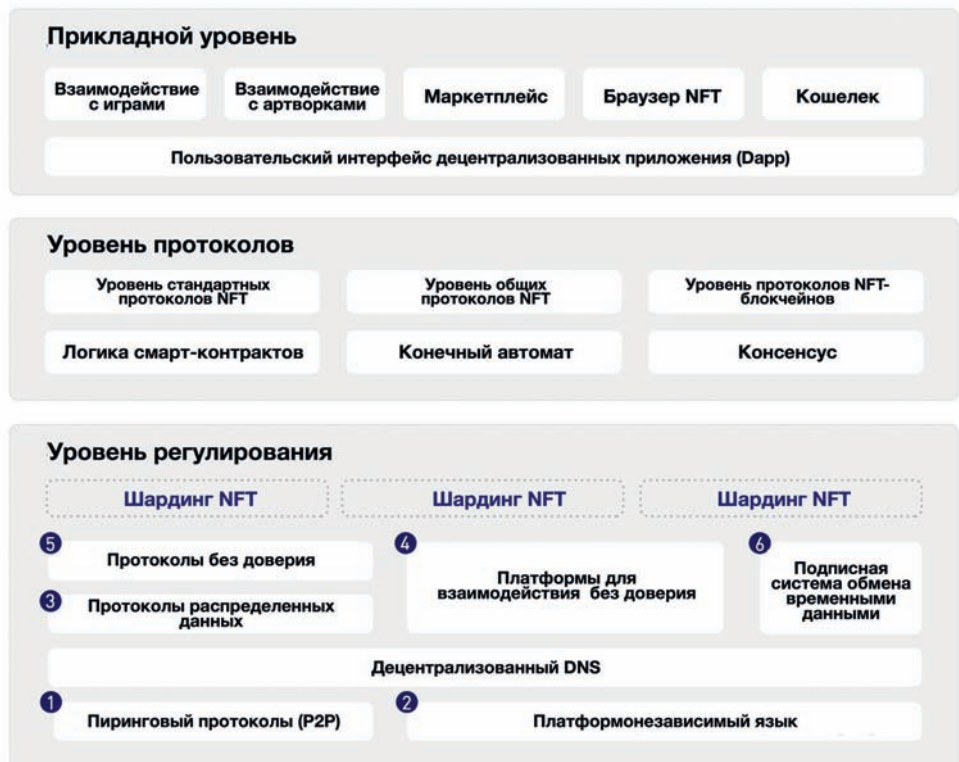 Прикладной уровень
Взаимодействие
с играми
Взаимодействие
с артворками
Маркетплейс
Браузер NFT
Кошелек
Пользовательский интерфейс децентрализованных приложения (Dapp)
Уровень протоколов
Уровень стандартных
протоколов NFT
Уровень общих
протоколов NFT
Уровень протоколов NFT-
блокчейнов
Логика смарт-контрактов
Конечный автомат
Консенсус
Уровень регулирования
Шардинг NFT
Шардинг NFT
Шардинг NFT
5
Протоколы без доверия
4
Платформы для
взаимодействия без доверия
6
Подписная
система обмена
временными
данными
3
Протоколы распределенных
данных
Децентрализованный DNS
1
Пиринговый протоколы (P2P)
2
Платформонезависимый язык